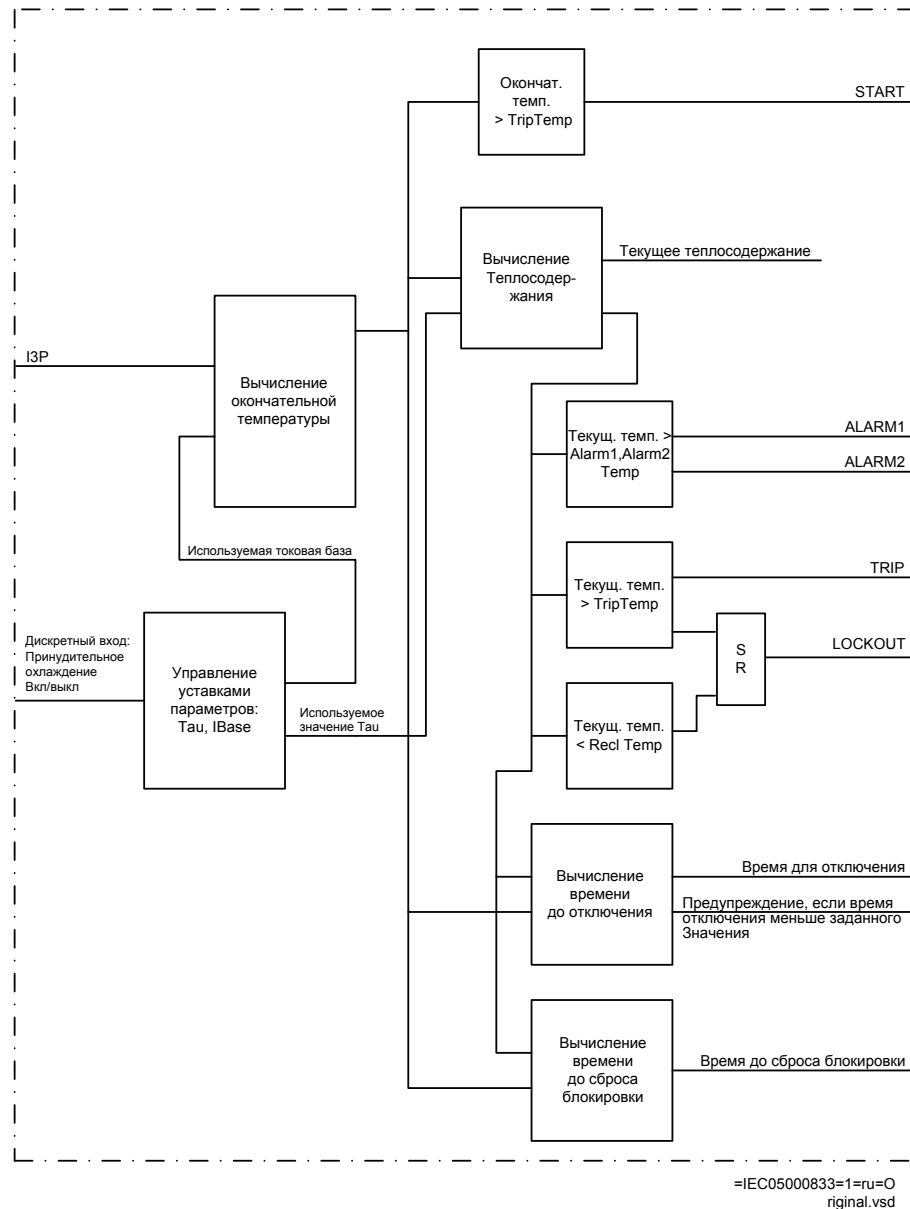 Окончат.
темп.
> TripTemp
START
Вычисление
Теплосодер-
жания
Текущее теплосодержание
I3P
Вычисление
окончательной
температуры
Текущ. темп. >
Alarm1,Alarm2
Temp
ALARM1
ALARM2
Используемая токовая база
Текущ. темп.
> TripTemp
TRIP
Дискретный вход:
Принудительное
охлаждение
Вкл/выкл
Управление
уставками
параметров:
Tau, IBase
S
R
LOCKOUT
Используемое
значение Tau
Текущ. темп.
< Recl Temp
Вычисление
времени
до отключения
Время для отключения
Предупреждение, если время
отключения меньше заданного
Значения
Вычисление
времени
до сброса
блокировки
Время до сброса блокировки
=IEC05000833=1=ru=O
riginal.vsd